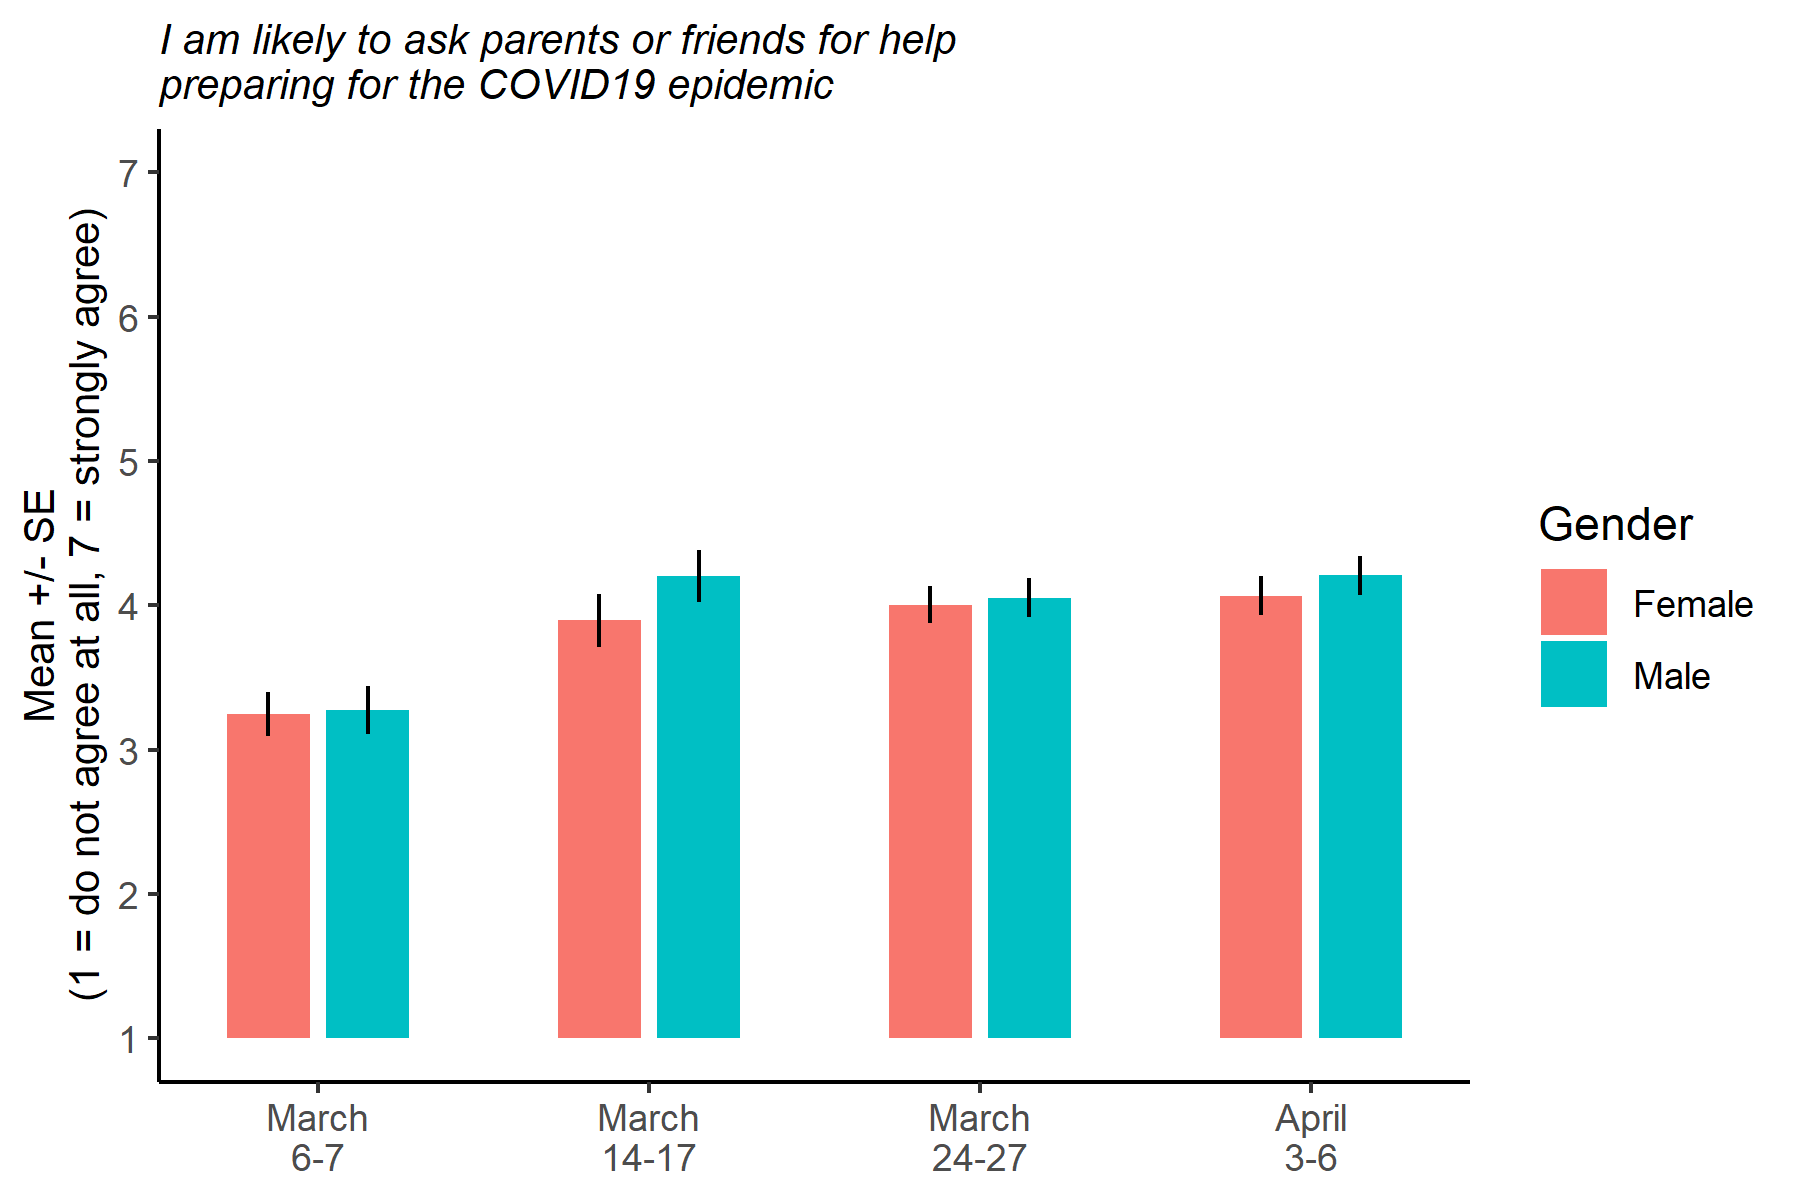 I am likely to ask parents or friends for help
preparing for the COVID19 epidemic
Mean +/- SE
(1 = do not agree at all, 7 = strongly agree)
7
6
5
4
3
2
1
March
6-7
March
14-17
March
24-27
April
3-6
Gender
Female
Male